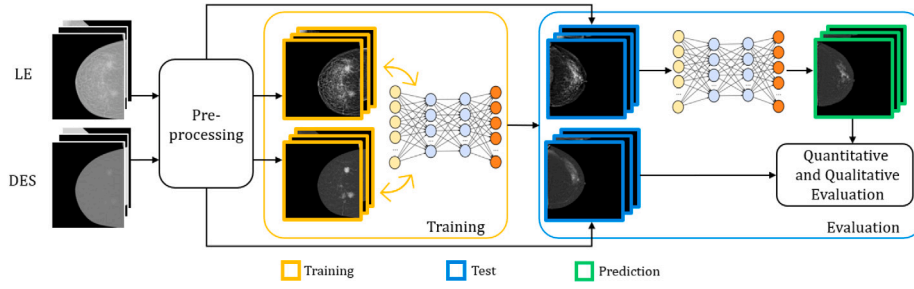 LE
DES
Pre-
processing
Training
Quantitative
and Qualitative
Evaluation
Evaluation
Training
Test
Prediction